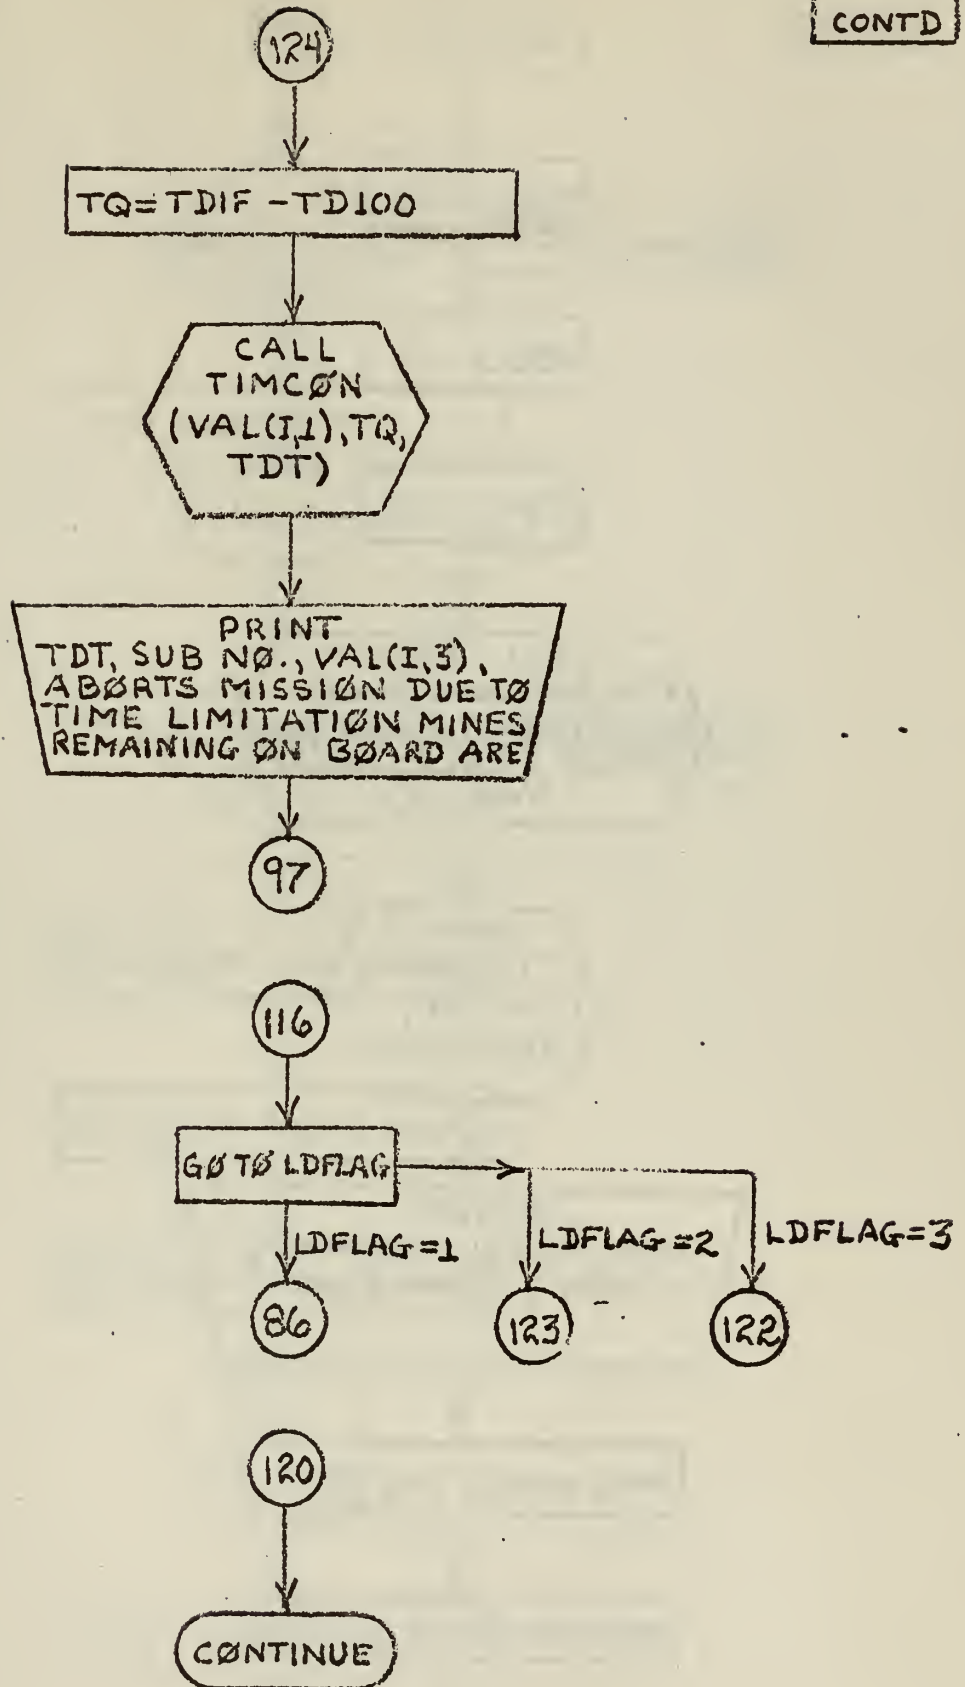 CONTD
124
TQ=TDIF-TD100
CALL
TIMCØN
(VAL(I,1),TQ,
TDT)
PRINT
TDT, SUB NØ., VAL(I,3),
ABØRTS MISSIØN DUE TØ
TIME LIMITATIØN MINES
REMAINING ØN BØARD ARE
97
116
GØ TØ LDFLAG
LDFLAG=1
LDFLAG=2
LDFLAG=3
86
123
122
120
CØNTINUE